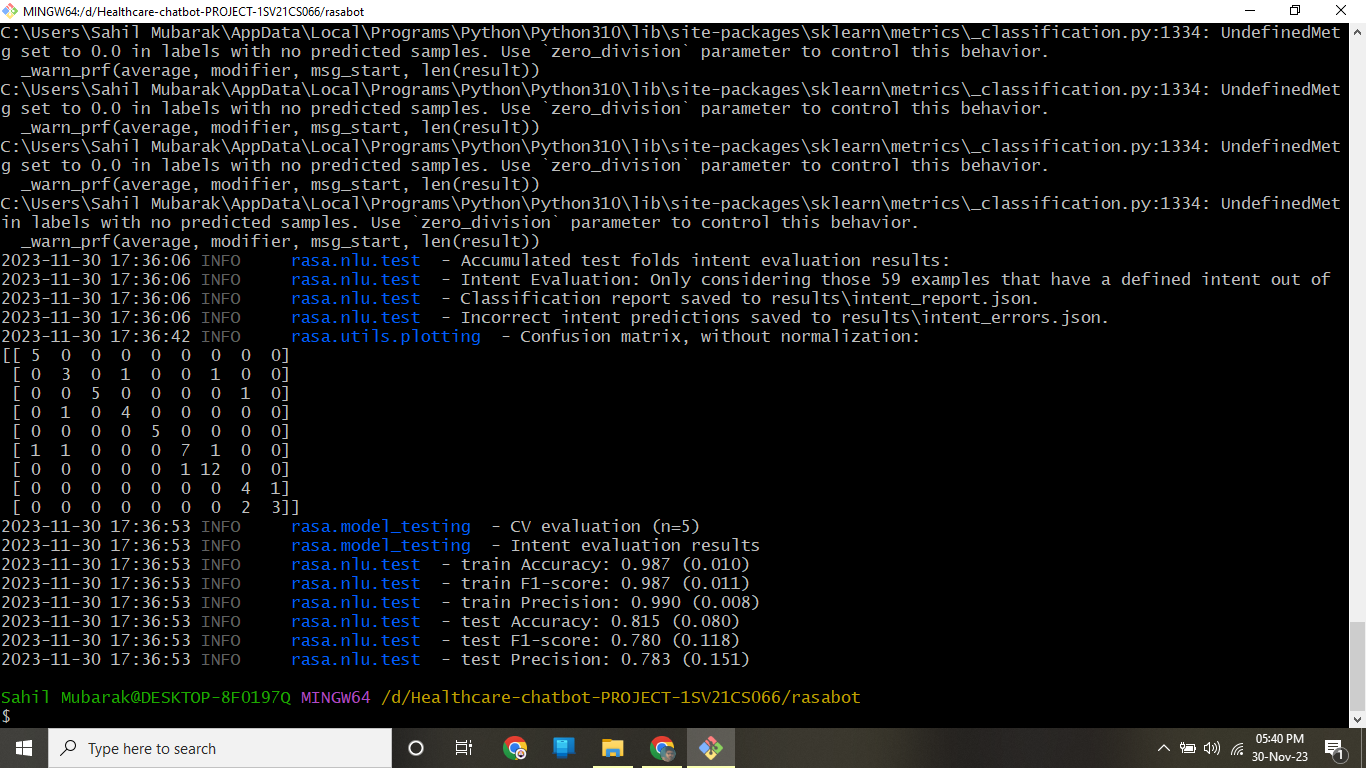 MINGW64:/d/Healthcare-chatbot-PROJECT-1SV21CS066/rasabot
C:\Users\Sahil Mubarak\AppData\Local\Programs\Python\Python310\lib\site-packages\sklearn\metrics\_classification.py:1334: UndefinedMet
g set to 0.0 in labels with no predicted samples. Use `zero_division` parameter to control this behavior.
  _warn_prf(average, modifier, msg_start, len(result))
C:\Users\Sahil Mubarak\AppData\Local\Programs\Python\Python310\lib\site-packages\sklearn\metrics\_classification.py:1334: UndefinedMet
g set to 0.0 in labels with no predicted samples. Use `zero_division` parameter to control this behavior.
  _warn_prf(average, modifier, msg_start, len(result))
C:\Users\Sahil Mubarak\AppData\Local\Programs\Python\Python310\lib\site-packages\sklearn\metrics\_classification.py:1334: UndefinedMet
g set to 0.0 in labels with no predicted samples. Use `zero_division` parameter to control this behavior.
  _warn_prf(average, modifier, msg_start, len(result))
C:\Users\Sahil Mubarak\AppData\Local\Programs\Python\Python310\lib\site-packages\sklearn\metrics\_classification.py:1334: UndefinedMet
in labels with no predicted samples. Use `zero_division` parameter to control this behavior.
  _warn_prf(average, modifier, msg_start, len(result))
2023-11-30 17:36:06 INFO     rasa.nlu.test  - Accumulated test folds intent evaluation results:
2023-11-30 17:36:06 INFO     rasa.nlu.test  - Intent Evaluation: Only considering those 59 examples that have a defined intent out of
2023-11-30 17:36:06 INFO     rasa.nlu.test  - Classification report saved to results\intent_report.json.
2023-11-30 17:36:06 INFO     rasa.nlu.test  - Incorrect intent predictions saved to results\intent_errors.json.
2023-11-30 17:36:42 INFO     rasa.utils.plotting  - Confusion matrix, without normalization:
[[ 5  0  0  0  0  0  0  0  0]
 [ 0  3  0  1  0  0  1  0  0]
 [ 0  0  5  0  0  0  0  1  0]
 [ 0  1  0  4  0  0  0  0  0]
 [ 0  0  0  0  5  0  0  0  0]
 [ 1  1  0  0  0  7  1  0  0]
 [ 0  0  0  0  0  1 12  0  0]
 [ 0  0  0  0  0  0  0  4  1]
 [ 0  0  0  0  0  0  0  2  3]]
2023-11-30 17:36:53 INFO     rasa.model_testing  - CV evaluation (n=5)
2023-11-30 17:36:53 INFO     rasa.model_testing  - Intent evaluation results
2023-11-30 17:36:53 INFO     rasa.nlu.test  - train Accuracy: 0.987 (0.010)
2023-11-30 17:36:53 INFO     rasa.nlu.test  - train F1-score: 0.987 (0.011)
2023-11-30 17:36:53 INFO     rasa.nlu.test  - train Precision: 0.990 (0.008)
2023-11-30 17:36:53 INFO     rasa.nlu.test  - test Accuracy: 0.815 (0.080)
2023-11-30 17:36:53 INFO     rasa.nlu.test  - test F1-score: 0.780 (0.118)
2023-11-30 17:36:53 INFO     rasa.nlu.test  - test Precision: 0.783 (0.151)
Sahil Mubarak@DESKTOP-8F0197Q MINGW64 /d/Healthcare-chatbot-PROJECT-1SV21CS066/rasabot
$
Type here to search
05:40 PM
30-Nov-23
1